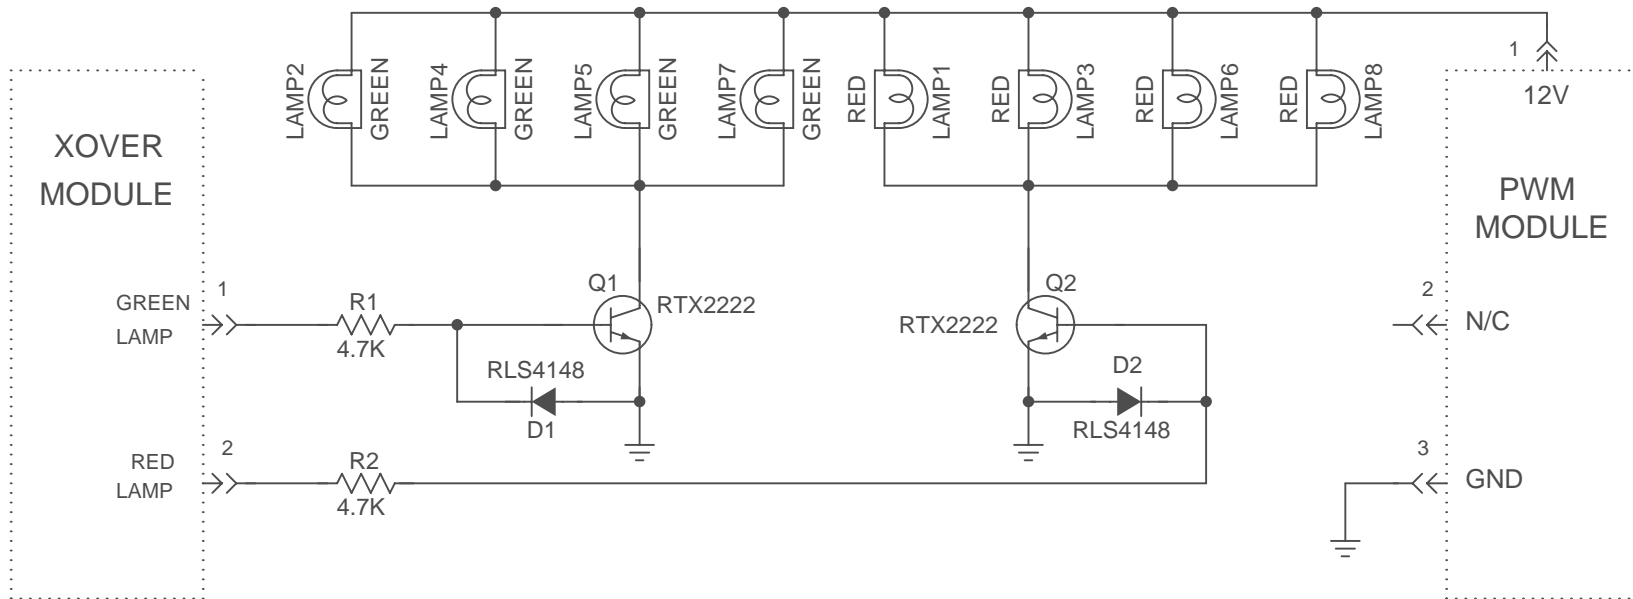 LAMP2
GREEN
LAMP4
GREEN
LAMP5
GREEN
LAMP7
GREEN
RED
LAMP1
RED
LAMP3
RED
LAMP6
RED
LAMP8
1
12V
XOVER
MODULE
PWM
MODULE
GREEN
LAMP
1
R1
4.7K
Q1
RTX2222
Q2
RTX2222
2
N/C
RLS4148
D1
D2
RLS4148
RED
LAMP
2
R2
4.7K
3
GND